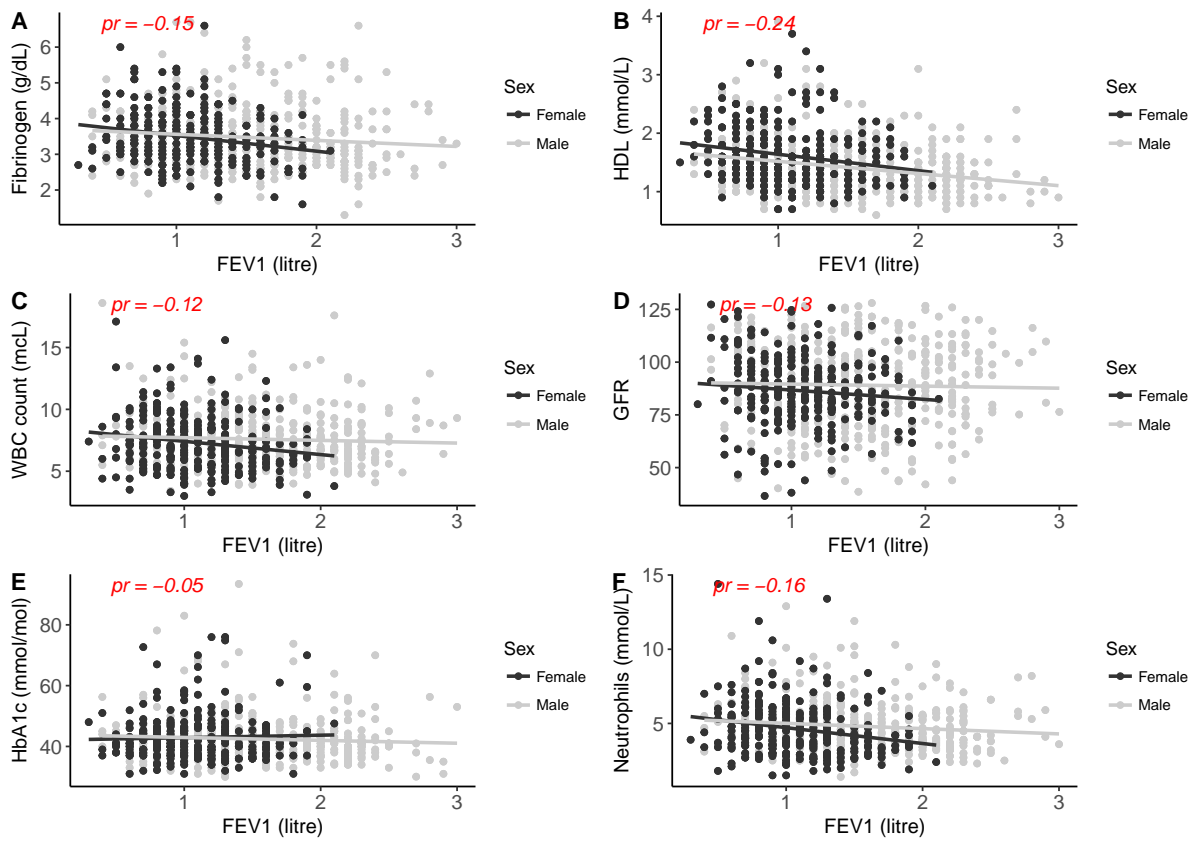 A
pr = −0.15
Fibrinogen (g/dL)
6
5
4
3
2
1
2
3
FEV1 (litre)
Sex
Female
Male
B
pr = −0.24
HDL (mmol/L)
4
3
2
1
1
2
3
FEV1 (litre)
Sex
Female
Male
C
pr = −0.12
WBC count (mcL)
15
10
5
1
2
3
FEV1 (litre)
Sex
Female
Male
D
pr = −0.13
GFR
125
100
75
50
1
2
3
FEV1 (litre)
Sex
Female
Male
E
pr = −0.05
HbA1c (mmol/mol)
80
60
40
1
2
3
FEV1 (litre)
Sex
Female
Male
F
pr = −0.16
Neutrophils (mmol/L)
15
10
5
1
2
3
FEV1 (litre)
Sex
Female
Male